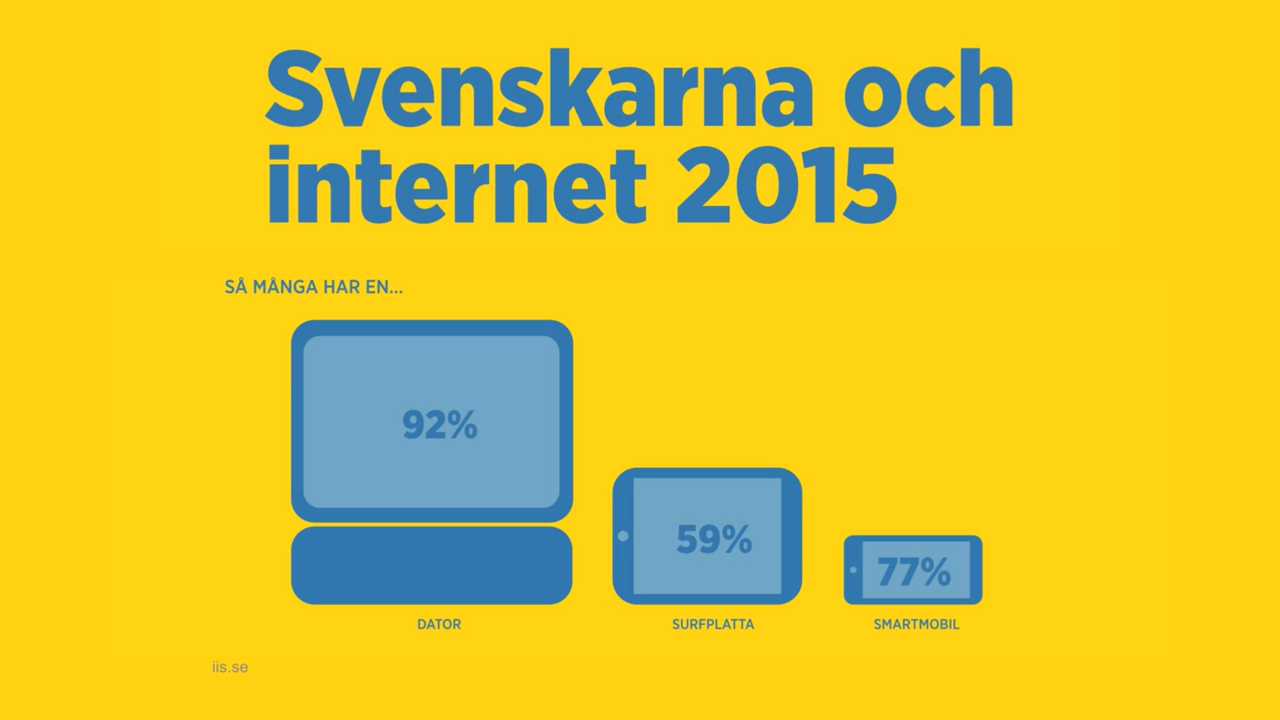 Svenskarna och
internet 2015
SÅ MÅNGA HAR EN...
92%
59%
77%
DATOR
SURFPLATTA
SMARTMOBIL
iis.se